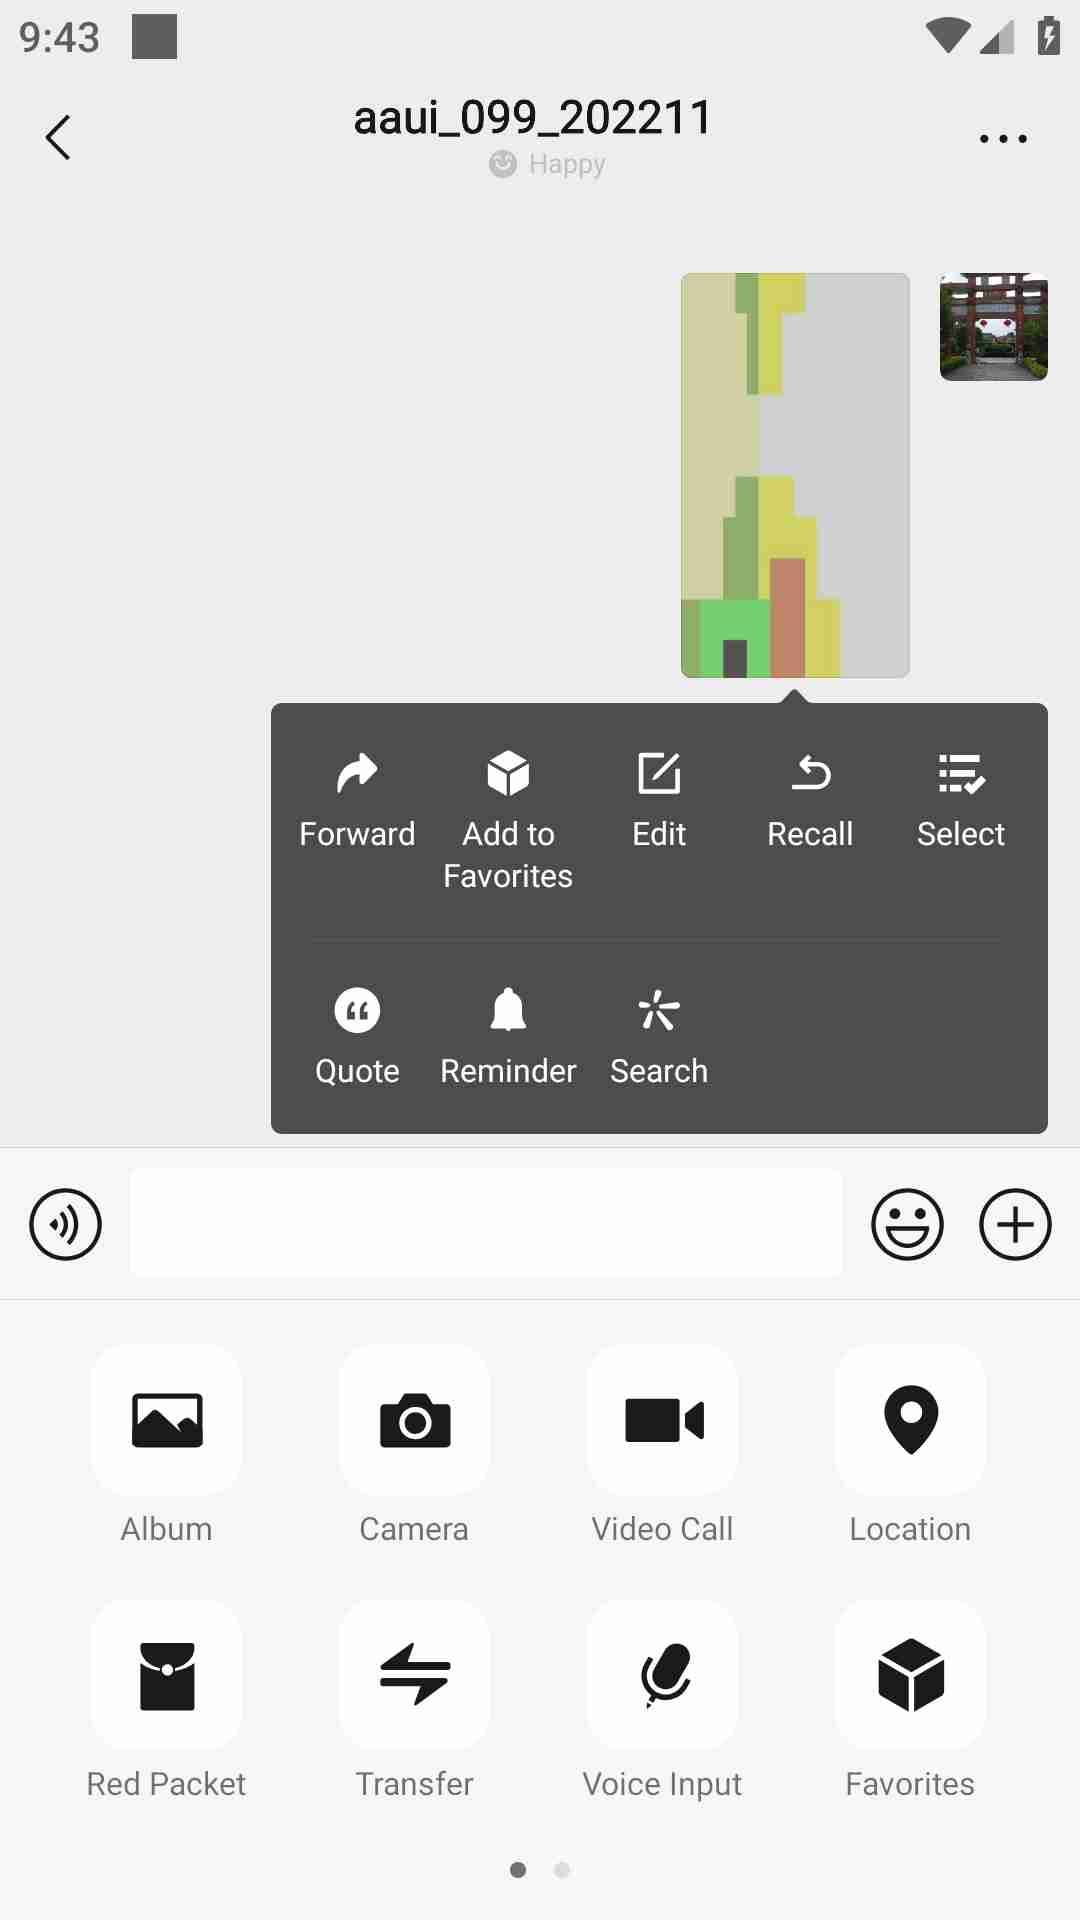 9:43
aaui_099_202211
Happy
Forward
Add to
Favorites
Edit
Recall
Select
Quote
Reminder
Search
Album
Camera
Video Call
Location
Red Packet
Transfer
Voice Input
Favorites